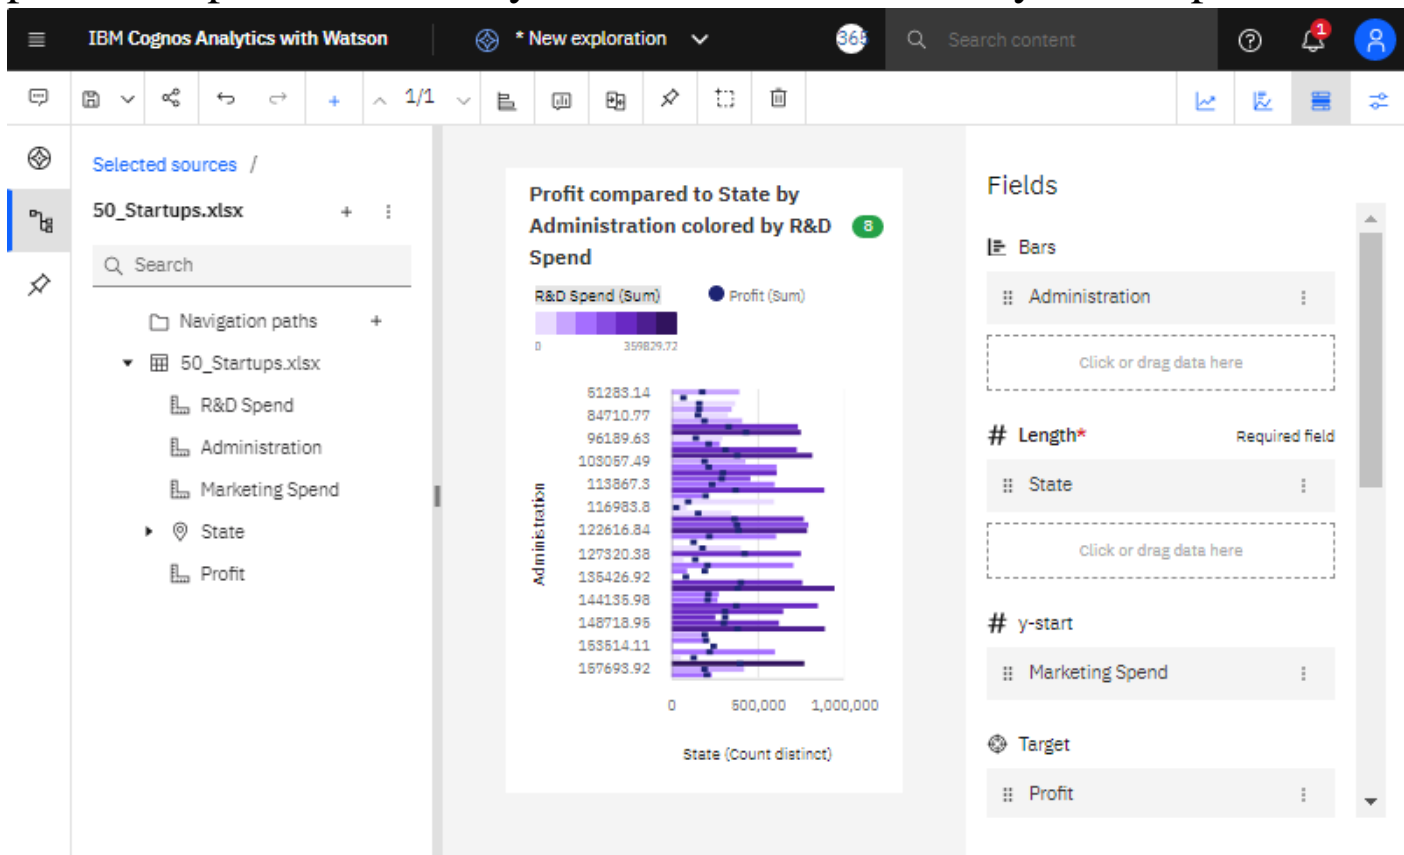 IBM Cognos Analytics with Watson
* New exploration
365
Search content
1
1/1
Selected sources /
50_Startups.xlsx
Search
Navigation paths
50_Startups.xlsx
R&D Spend
Administration
Marketing Spend
State
Profit
Profit compared to State by
Administration colored by R&D
Spend
8
R&D Spend (Sum)
Profit (Sum)
0
359829.72
Administration
51283.14
84710.77
96189.63
103057.49
113867.3
116983.8
122616.84
127320.38
135426.92
144135.98
148718.95
153514.11
157693.92
0 500,000 1,000,000
State (Count distinct)
Fields
Bars
Administration
Click or drag data here
# Length* Required field
State
Click or drag data here
# y-start
Marketing Spend
Target
Profit